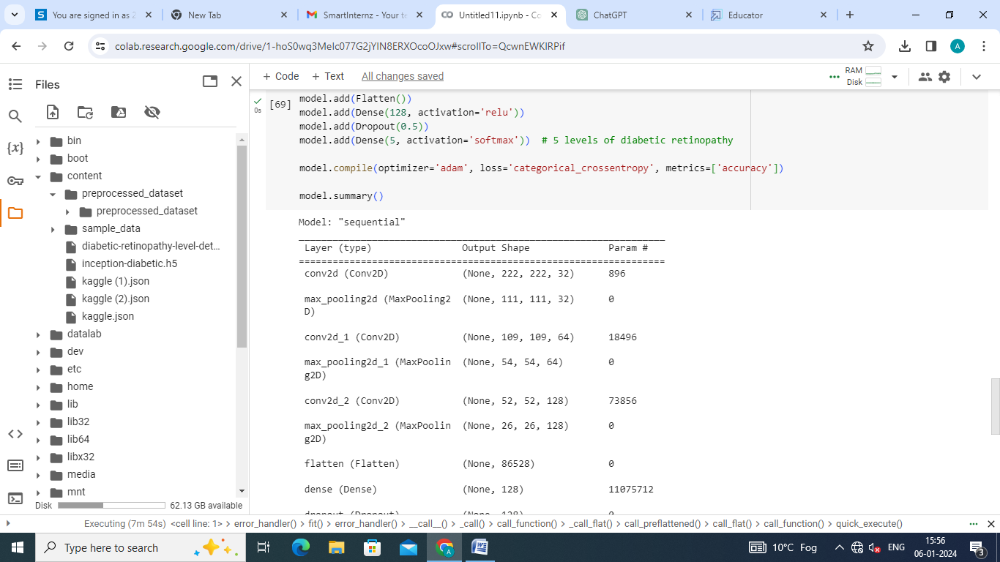 You are signed in as 2
New Tab
SmartInternz - Your te
Untitled11.ipynb - Co
ChatGPT
Educator
colab.research.google.com/drive/1-hoS0wq3MeIc077G2jYIN8ERXOcoOJxw#scrollTo=QcwnEWKIRPif
A
Files
+ Code + Text All changes saved
RAM
Disk
bin
boot
content
preprocessed_dataset
preprocessed_dataset
sample_data
diabetic-retinopathy-level-det...
inception-diabetic.h5
kaggle (1).json
kaggle (2).json
kaggle.json
datalab
dev
etc
home
lib
lib32
lib64
libx32
media
mnt
Disk 62.13 GB available
0s
[69]
model.add(Flatten())
model.add(Dense(128, activation='relu'))
model.add(Dropout(0.5))
model.add(Dense(5, activation='softmax')) # 5 levels of diabetic retinopathy
model.compile(optimizer='adam', loss='categorical_crossentropy', metrics=['accuracy'])
model.summary()
Model: "sequential"
_________________________________________________________________
Layer (type) Output Shape Param #
=================================================================
conv2d (Conv2D) (None, 222, 222, 32) 896
max_pooling2d (MaxPooling2 (None, 111, 111, 32) 0
D)
conv2d_1 (Conv2D) (None, 109, 109, 64) 18496
max_pooling2d_1 (MaxPoolin (None, 54, 54, 64) 0
g2D)
conv2d_2 (Conv2D) (None, 52, 52, 128) 73856
max_pooling2d_2 (MaxPoolin (None, 26, 26, 128) 0
g2D)
flatten (Flatten) (None, 86528) 0
dense (Dense) (None, 128) 11075712
dropout (Dropout) (None, 128) 0
Executing (7m 54s) <cell line: 1> > error_handler() > fit() > error_handler() > __call__() > _call() > call_function() > _call_flat() > call_preflattened() > call_flat() > call_function() > quick_execute()
Type here to search
10°C Fog
ENG
15:56
06-01-2024
3